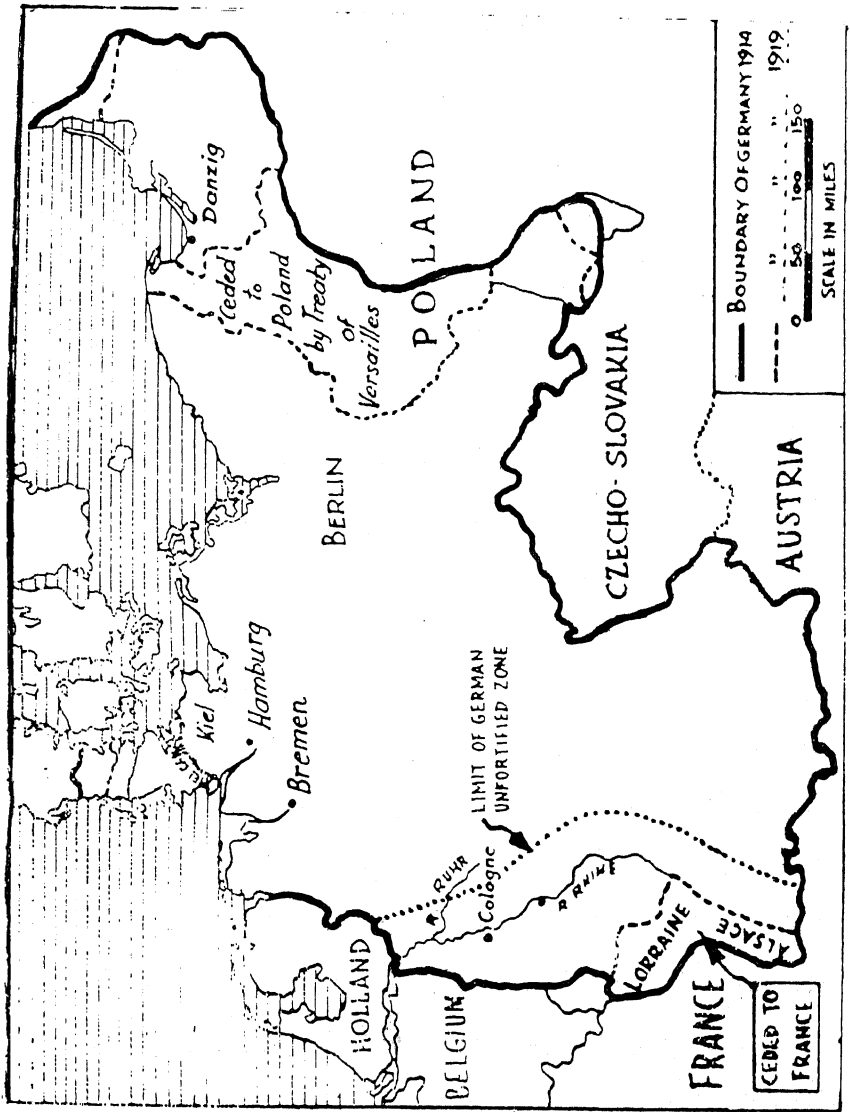 Danzig
Ceded
to
Poland
by Treaty
of
Versailles
POLAND
BERLIN
Kiel
Hamburg
Bremen
LIMIT OF GERMAN
UNFORTIFIED ZONE
RUHR
Cologne
R RHINE
HOLLAND
BELGIUM
LORRAINE
ALSACE
FRANCE
CEDED TO
FRANCE
CZECHO-SLOVAKIA
AUSTRIA
BOUNDARY OF GERMANY 1914
" " " 1919
0 50 100 150
SCALE IN MILES